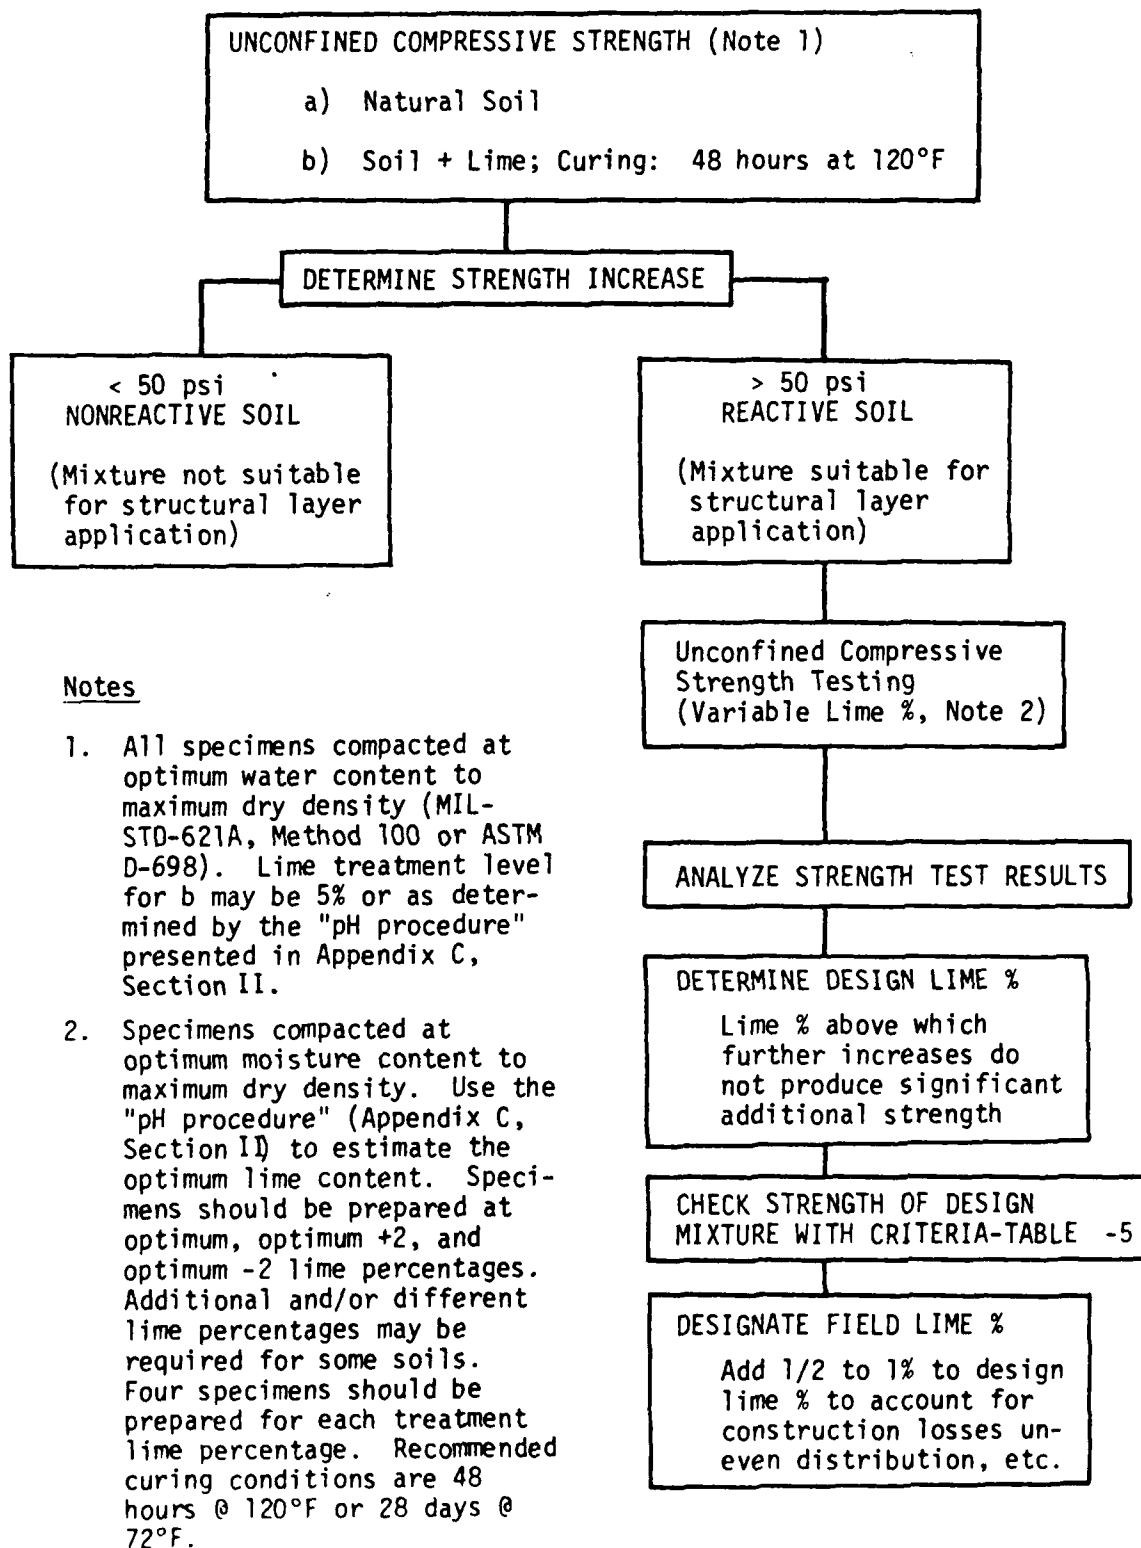 UNCONFINED COMPRESSIVE STRENGTH (Note 1)
a) Natural Soil
b) Soil + Lime; Curing: 48 hours at 120°F
DETERMINE STRENGTH INCREASE
< 50 psi
NONREACTIVE SOIL
(Mixture not suitable
for structural layer
application)
> 50 psi
REACTIVE SOIL
(Mixture suitable for
structural layer
application)
Unconfined Compressive
Strength Testing
(Variable Lime %, Note 2)
ANALYZE STRENGTH TEST RESULTS
DETERMINE DESIGN LIME %
Lime % above which
further increases do
not produce significant
additional strength
CHECK STRENGTH OF DESIGN
MIXTURE WITH CRITERIA-TABLE -5
DESIGNATE FIELD LIME %
Add 1/2 to 1% to design
lime % to account for
construction losses un-
even distribution, etc.
Notes
1. All specimens compacted at
optimum water content to
maximum dry density (MIL-
STD-621A, Method 100 or ASTM
D-698). Lime treatment level
for b may be 5% or as deter-
mined by the "pH procedure"
presented in Appendix C,
Section II.
2. Specimens compacted at
optimum moisture content to
maximum dry density. Use the
"pH procedure" (Appendix C,
Section II) to estimate the
optimum lime content. Speci-
mens should be prepared at
optimum, optimum +2, and
optimum -2 lime percentages.
Additional and/or different
lime percentages may be
required for some soils.
Four specimens should be
prepared for each treatment
lime percentage. Recommended
curing conditions are 48
hours @ 120°F or 28 days @
72°F.